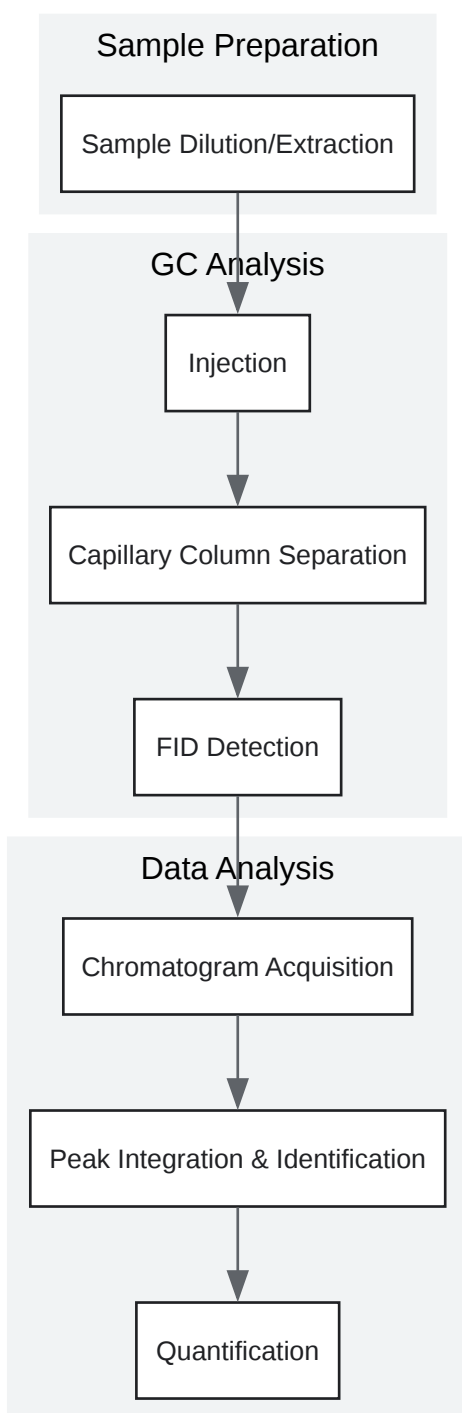 Sample Preparation
Sample Dilution/Extraction
GC Analysis
Injection
Capillary Column Separation
FID Detection
Data Analysis
Chromatogram Acquisition
Peak Integration & Identification
Quantification